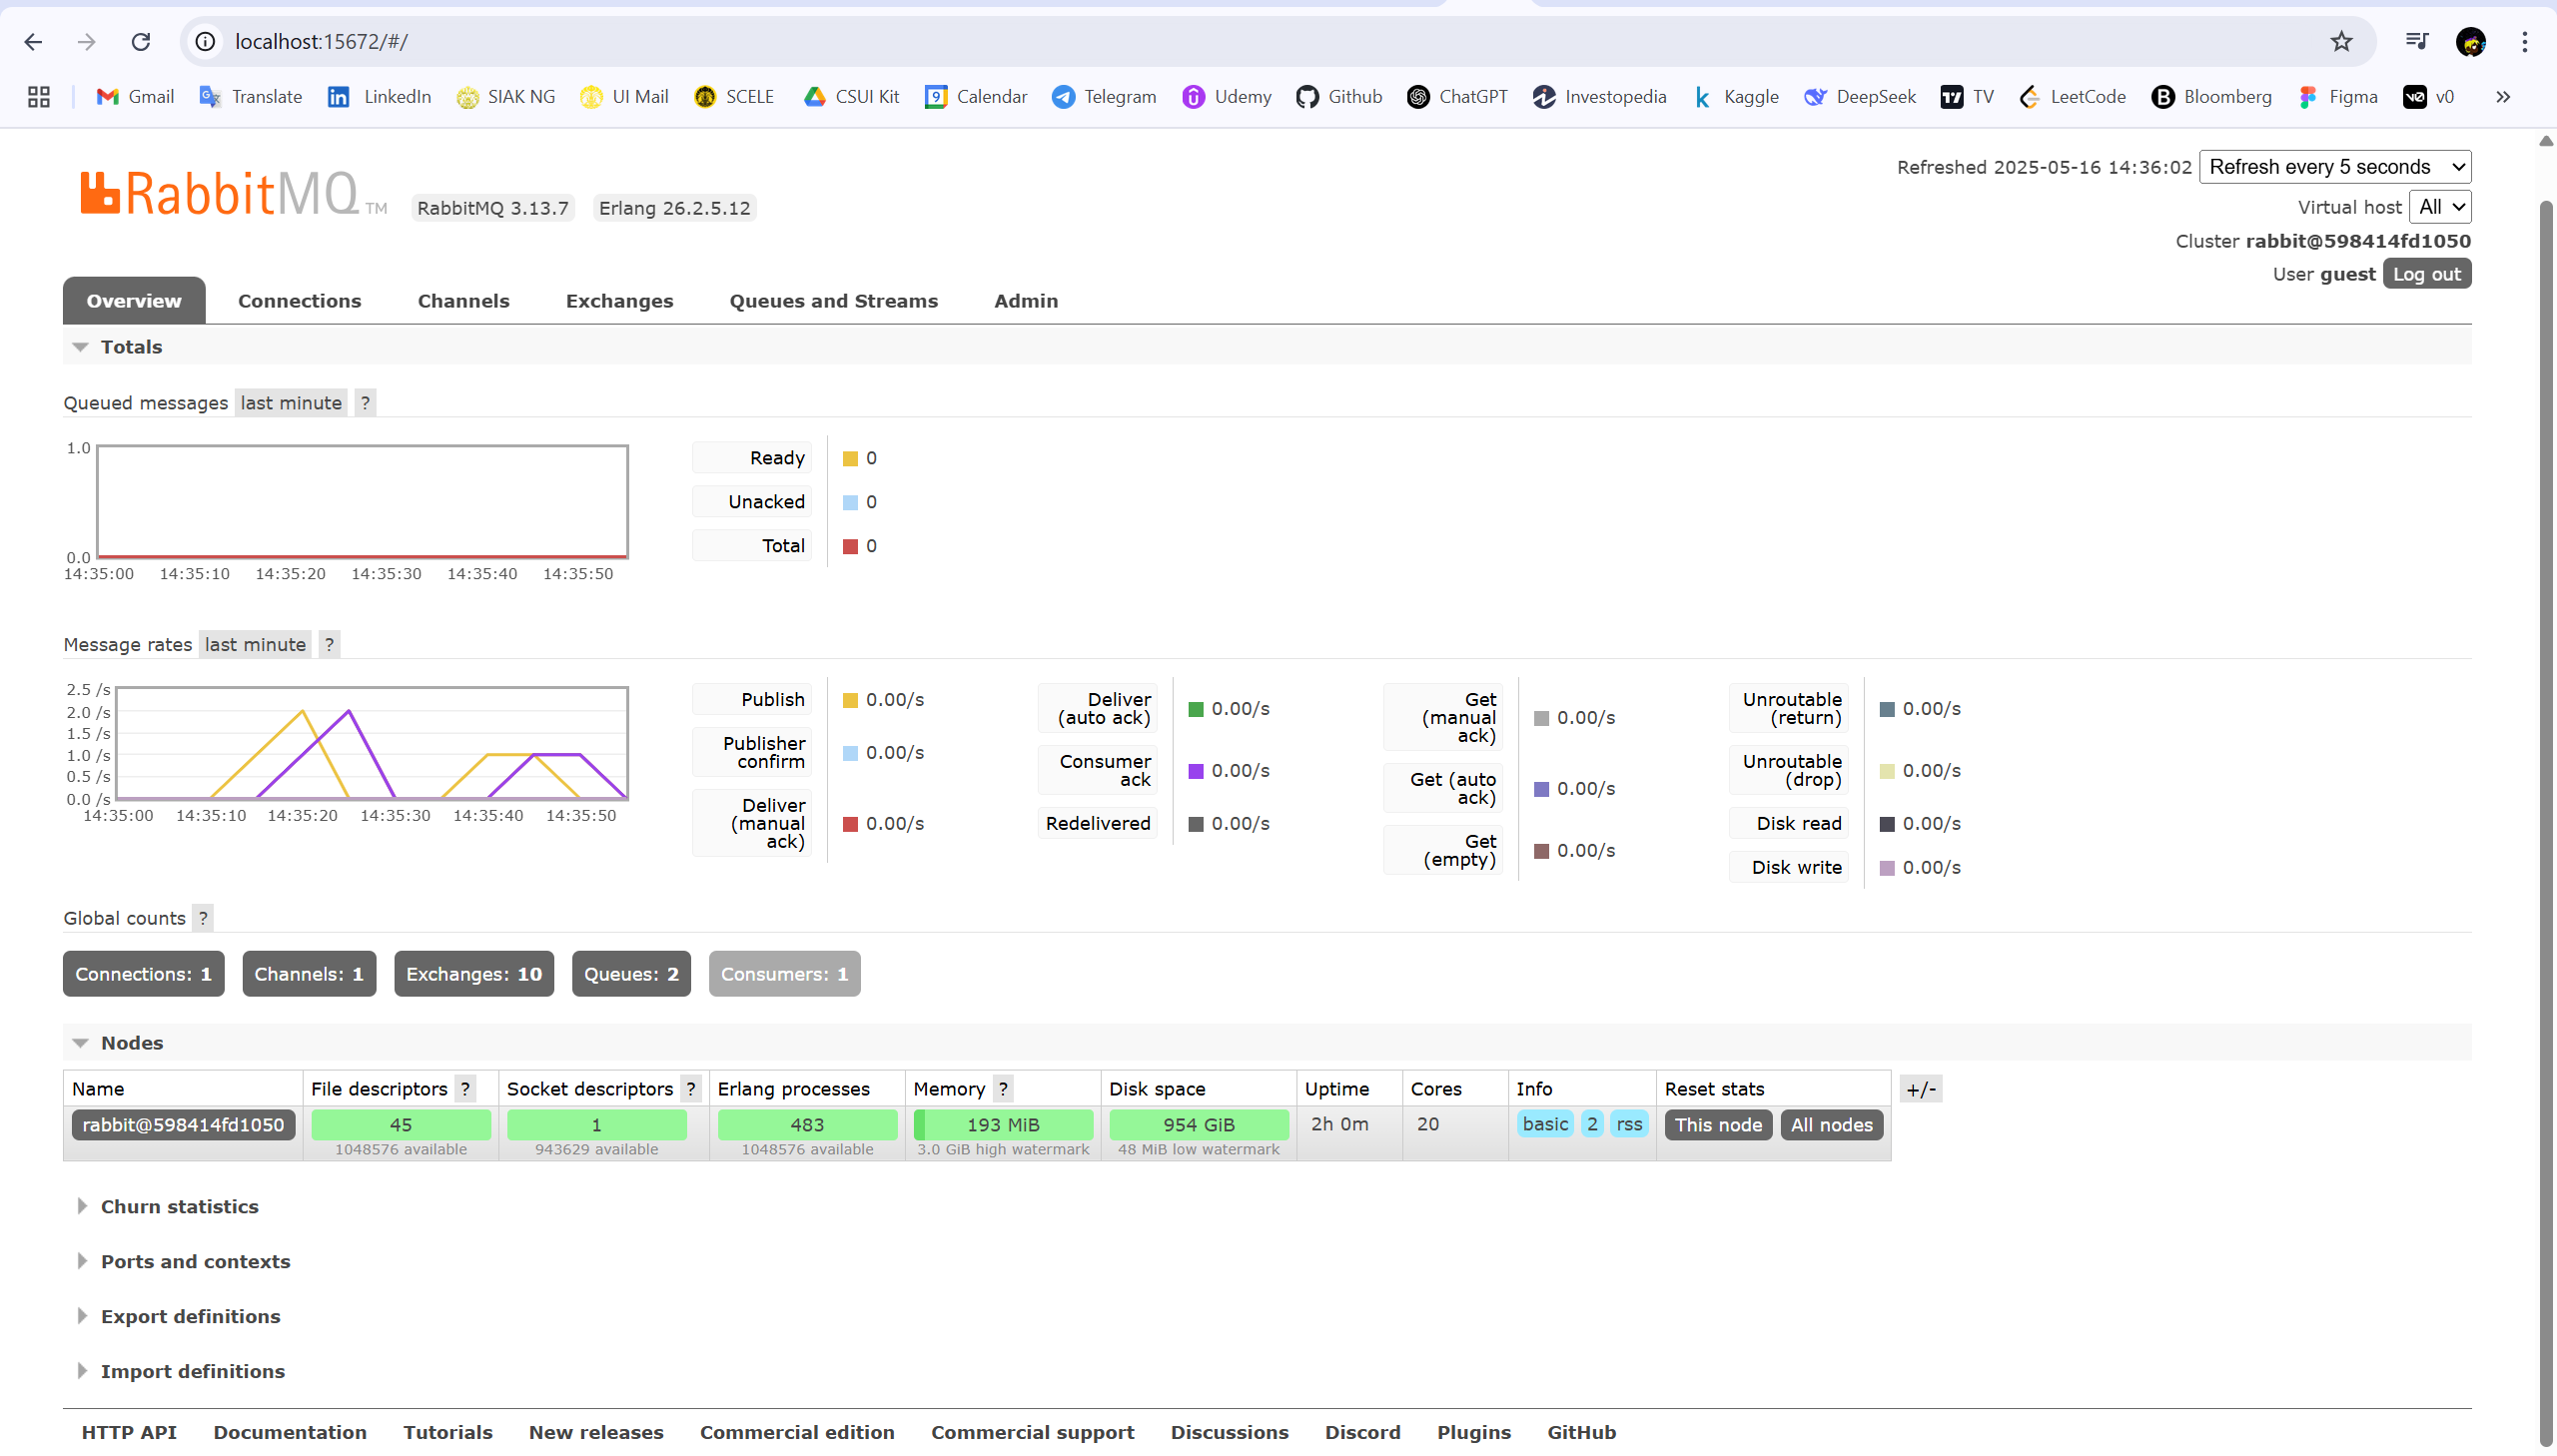 localhost:15672/#/
Gmail Translate LinkedIn SIAK NG UI Mail SCELE CSUI Kit Calendar Telegram Udemy Github ChatGPT Investopedia Kaggle DeepSeek TV LeetCode Bloomberg Figma v0
RabbitMQ TM RabbitMQ 3.13.7 Erlang 26.2.5.12
Refreshed 2025-05-16 14:36:02 Refresh every 5 seconds
Virtual host All
Cluster rabbit@598414fd1050
User guest Log out
Overview Connections Channels Exchanges Queues and Streams Admin
Totals
Queued messages last minute ?
1.0
0.0
14:35:00 14:35:10 14:35:20 14:35:30 14:35:40 14:35:50
Ready 0
Unacked 0
Total 0
Message rates last minute ?
2.5 /s
2.0 /s
1.5 /s
1.0 /s
0.5 /s
0.0 /s
14:35:00 14:35:10 14:35:20 14:35:30 14:35:40 14:35:50
Publish 0.00/s
Publisher confirm 0.00/s
Deliver (manual ack) 0.00/s
Deliver (auto ack) 0.00/s
Consumer ack 0.00/s
Redelivered 0.00/s
Get (manual ack) 0.00/s
Get (auto ack) 0.00/s
Get (empty) 0.00/s
Unroutable (return) 0.00/s
Unroutable (drop) 0.00/s
Disk read 0.00/s
Disk write 0.00/s
Global counts ?
Connections: 1 Channels: 1 Exchanges: 10 Queues: 2 Consumers: 1
Nodes
Name File descriptors ? Socket descriptors ? Erlang processes Memory ? Disk space Uptime Cores Info Reset stats +/-
rabbit@598414fd1050 45 1 483 193 MiB 954 GiB 2h 0m 20 basic 2 rss This node All nodes
1048576 available 943629 available 1048576 available 3.0 GiB high watermark 48 MiB low watermark
Churn statistics
Ports and contexts
Export definitions
Import definitions
HTTP API Documentation Tutorials New releases Commercial edition Commercial support Discussions Discord Plugins GitHub